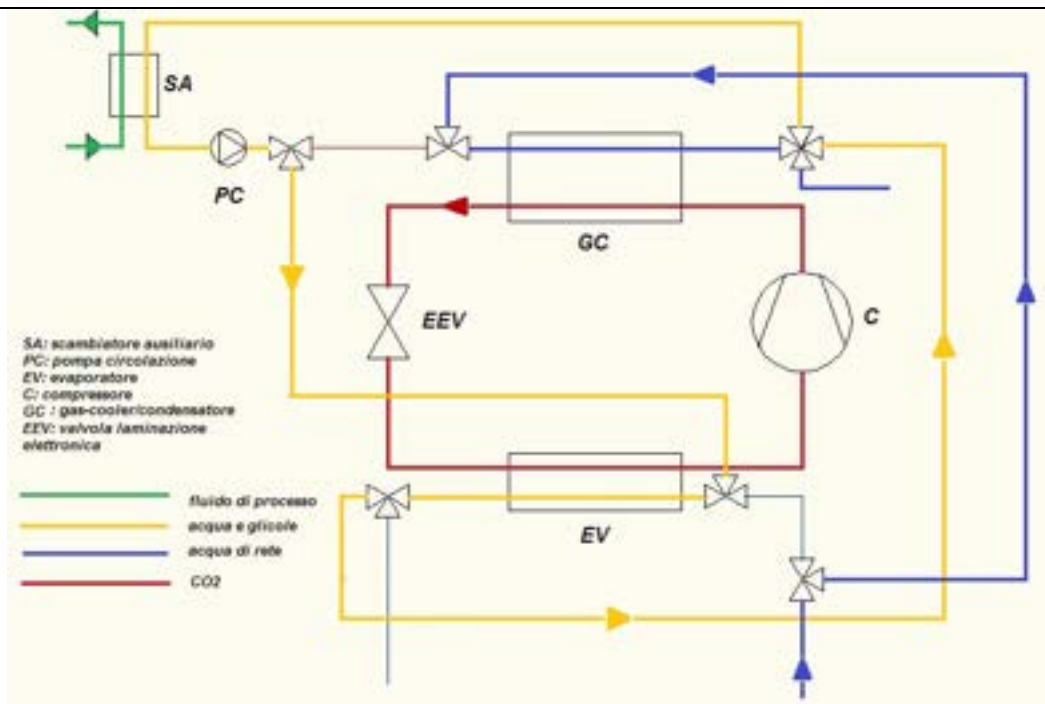 SA
PC
GC
EEV
C
SA: scambiatore ausiliario
PC: pompa circolazione
EV: evaporatore
C: compressore
GC : gas-cooler/condensatore
EEV: valvola laminazione
elettronica
fluido di processo
EV
acqua e glicole
acqua di rete
CO2